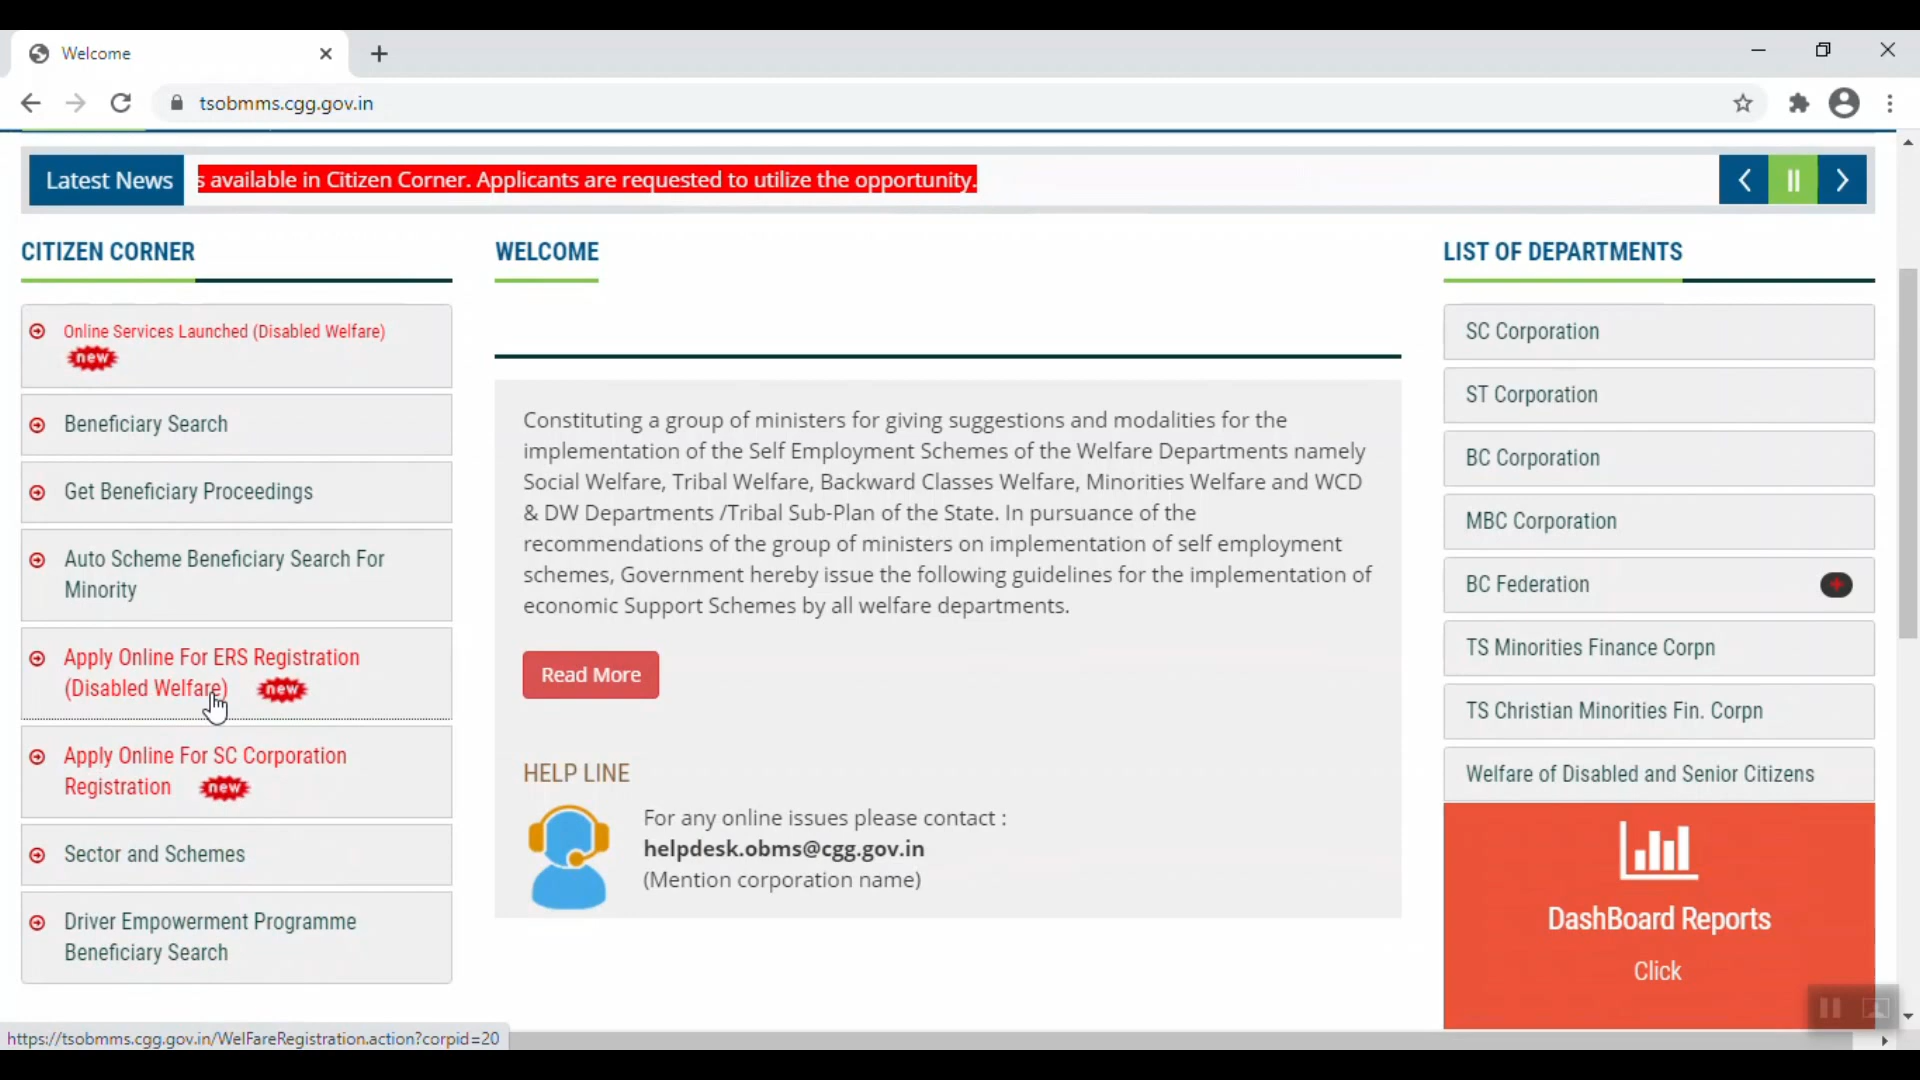 Welcome
tsobmms.cgg.gov.in
Latest News
s available in Citizen Corner. Applicants are requested to utilize the opportunity.
CITIZEN CORNER
Online Services Launched (Disabled Welfare)
new
Beneficiary Search
Get Beneficiary Proceedings
Auto Scheme Beneficiary Search For
Minority
Apply Online For ERS Registration
(Disabled Welfare) new
Apply Online For SC Corporation
Registration new
Sector and Schemes
Driver Empowerment Programme
Beneficiary Search
WELCOME
Constituting a group of ministers for giving suggestions and modalities for the
implementation of the Self Employment Schemes of the Welfare Departments namely
Social Welfare, Tribal Welfare, Backward Classes Welfare, Minorities Welfare and WCD
& DW Departments /Tribal Sub-Plan of the State. In pursuance of the
recommendations of the group of ministers on implementation of self employment
schemes, Government hereby issue the following guidelines for the implementation of
economic Support Schemes by all welfare departments.
Read More
HELP LINE
For any online issues please contact :
helpdesk.obms@cgg.gov.in
(Mention corporation name)
LIST OF DEPARTMENTS
SC Corporation
ST Corporation
BC Corporation
MBC Corporation
BC Federation
TS Minorities Finance Corpn
TS Christian Minorities Fin. Corpn
Welfare of Disabled and Senior Citizens
DashBoard Reports
Click
https://tsobmms.cgg.gov.in/WelFareRegistration.action?corpid=20